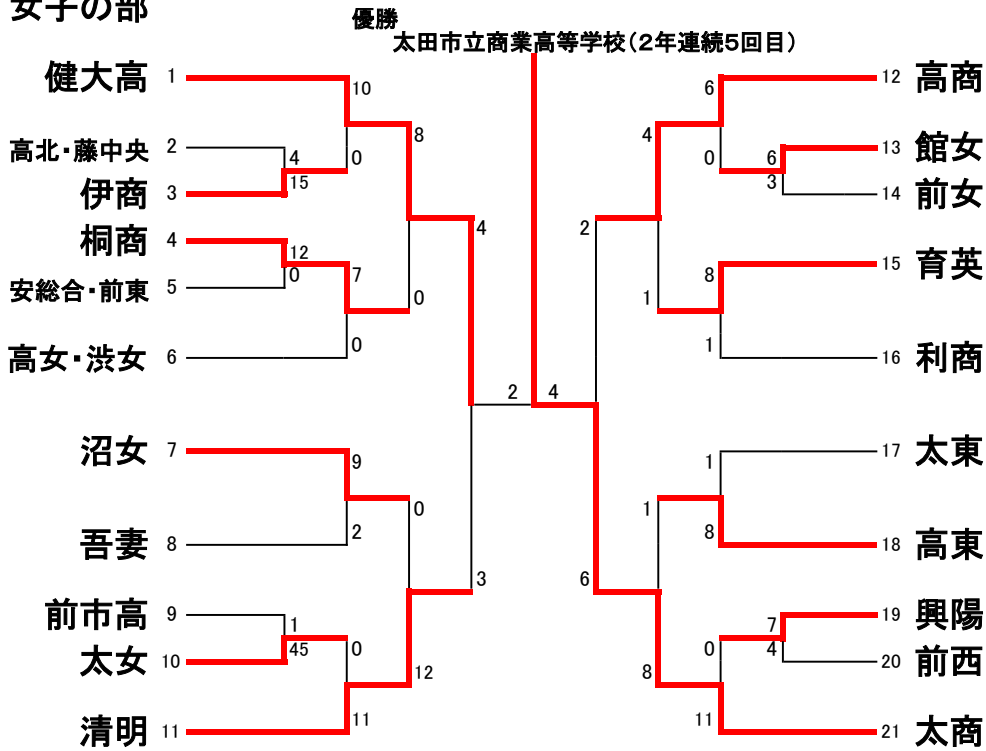 女子の部
優勝
太田市立商業高等学校(2年連続5回目)
健大高 1
10
高北・藤中央 2
4
0
8
伊商 3
15
桐商 4
12
安総合・前東 5
0
7
4
0
高女・渋女 6
0
2
沼女 7
9
0
吾妻 8
2
3
前市高 9
1
太女 10
45
0
12
清明 11
11
6
12 高商
4
0
6
13 館女
3
14 前女
2
8
15 育英
1
1
16 利商
4
1
17 太東
1
8
18 高東
6
7
19 興陽
0
4
20 前西
8
11
21 太商